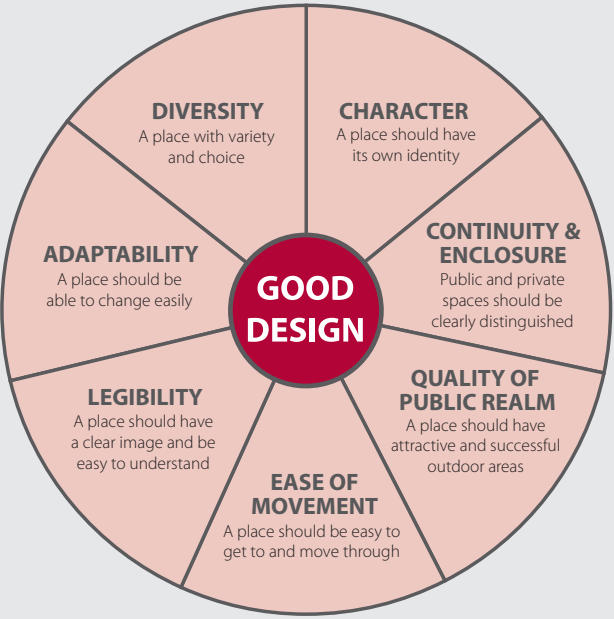 GOOD
DESIGN
CHARACTER
A place should have
its own identity
CONTINUITY &
ENCLOSURE
Public and private
spaces should be
clearly distinguished
QUALITY OF
PUBLIC REALM
A place should have
attractive and successful
outdoor areas
EASE OF
MOVEMENT
A place should be easy to
get to and move through
LEGIBILITY
A place should have
a clear image and be
easy to understand
ADAPTABILITY
A place should be
able to change easily
DIVERSITY
A place with variety
and choice